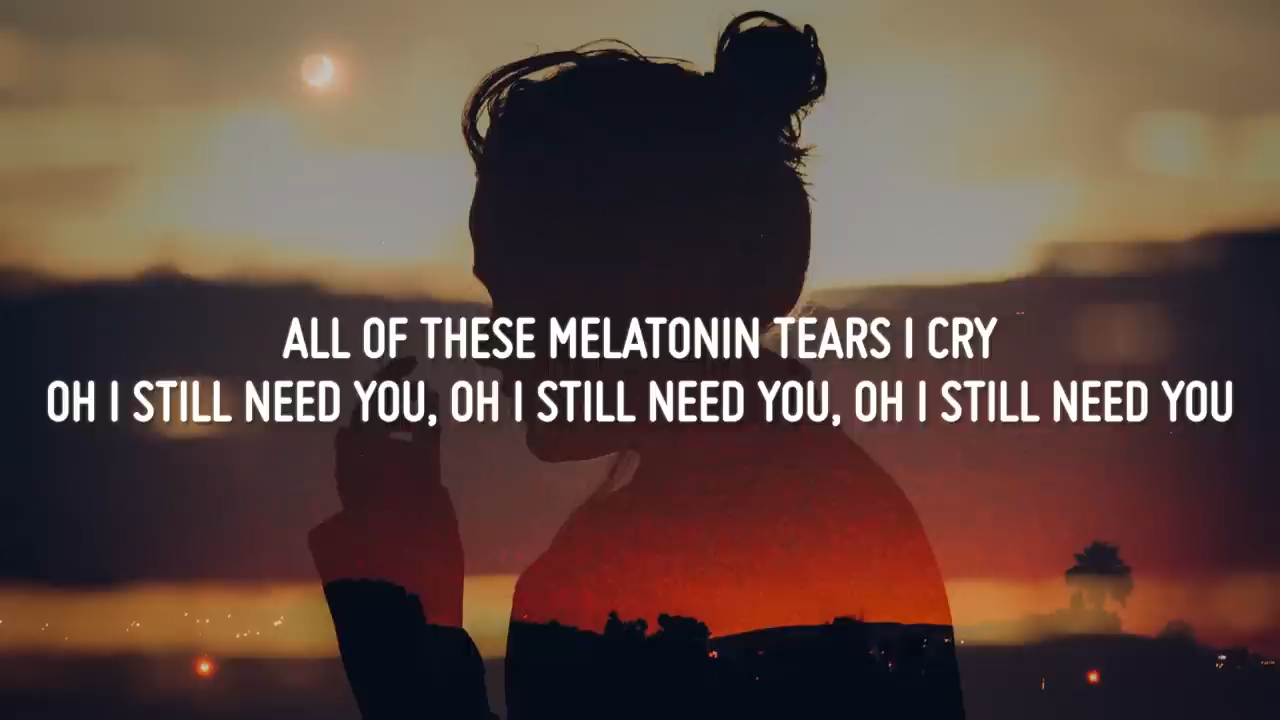 ALL OF THESE MELATONIN TEARS I CRY
OH I STILL NEED YOU, OH I STILL NEED YOU, OH I STILL NEED YOU